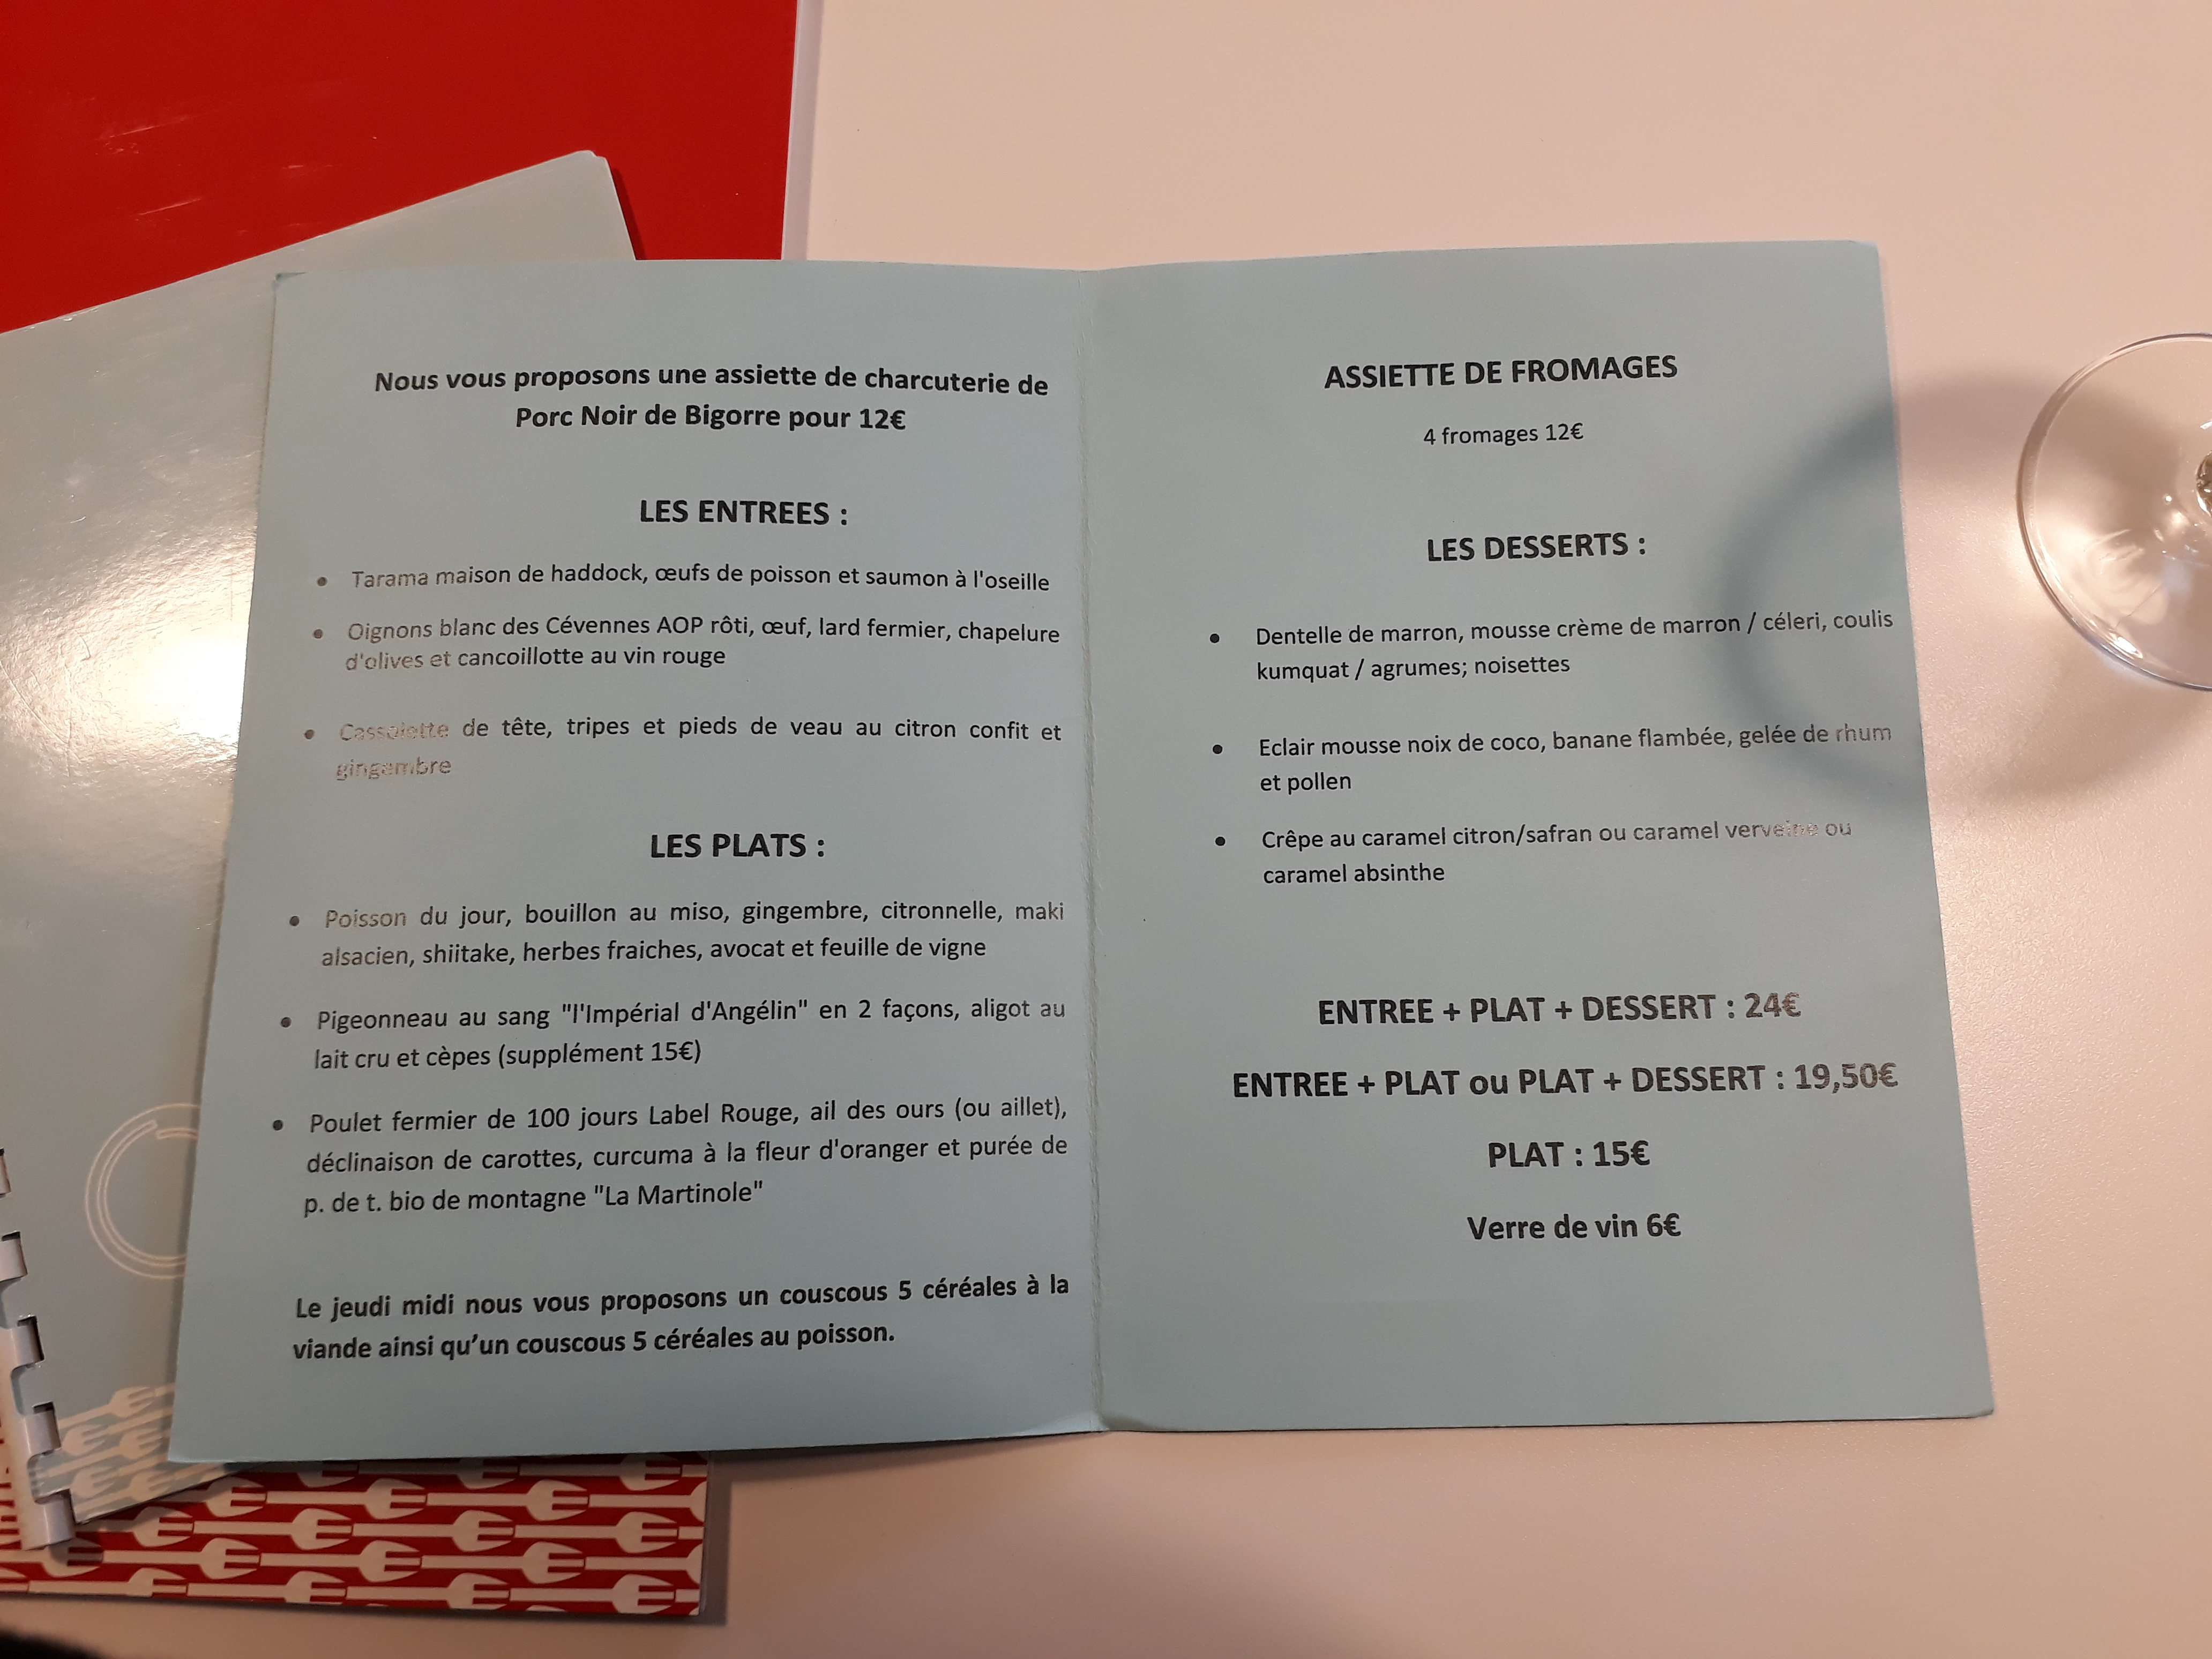 Nous vous proposons une assiette de charcuterie de
Porc Noir de Bigorre pour 12€
LES ENTREES :
• Tarama maison de haddock, œufs de poisson et saumon à l'oseille
• Oignons blanc des Cévennes AOP rôti, œuf, lard fermier, chapelure
d'olives et cancoillotte au vin rouge
• Cassolette de tête, tripes et pieds de veau au citron confit et
gingembre
LES PLATS :
• Poisson du jour, bouillon au miso, gingembre, citronnelle, maki
alsacien, shiitake, herbes fraiches, avocat et feuille de vigne
• Pigeonneau au sang "l'Impérial d'Angélin" en 2 façons, aligot au
lait cru et cèpes (supplément 15€)
• Poulet fermier de 100 jours Label Rouge, ail des ours (ou aillet),
déclinaison de carottes, curcuma à la fleur d'oranger et purée de
p. de t. bio de montagne "La Martinole"
Le jeudi midi nous vous proposons un couscous 5 céréales à la
viande ainsi qu’un couscous 5 céréales au poisson.
ASSIETTE DE FROMAGES
4 fromages 12€
LES DESSERTS :
• Dentelle de marron, mousse crème de marron / céleri, coulis
kumquat / agrumes; noisettes
• Eclair mousse noix de coco, banane flambée, gelée de rhum
et pollen
• Crêpe au caramel citron/safran ou caramel verveine ou
caramel absinthe
ENTREE + PLAT + DESSERT : 24€
ENTREE + PLAT ou PLAT + DESSERT : 19,50€
PLAT : 15€
Verre de vin 6€